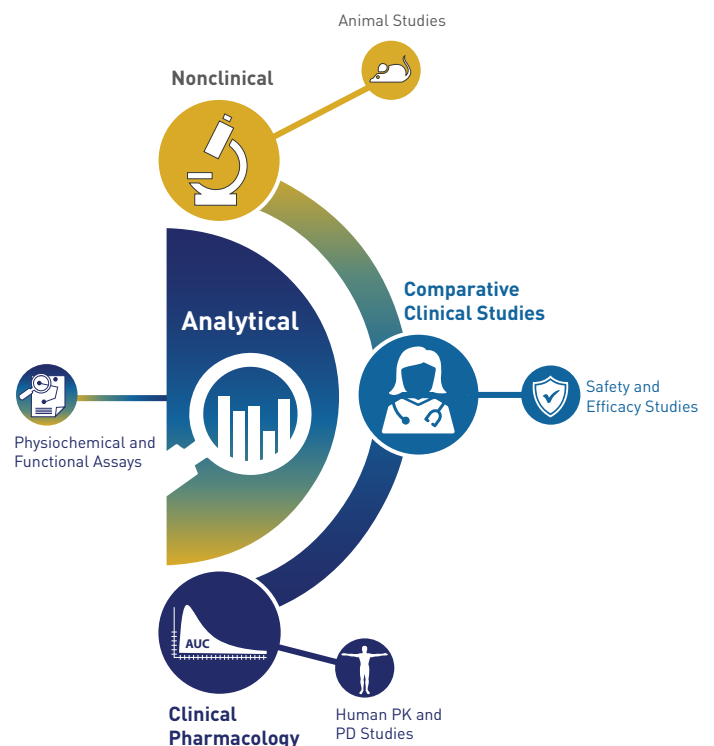 Animal Studies
Nonclinical
Comparative
Clinical Studies
Analytical
Safety and
Efficacy Studies
Physiochemical and
Functional Assays
AUC
Clinical
Pharmacology
Human PK and
PD Studies